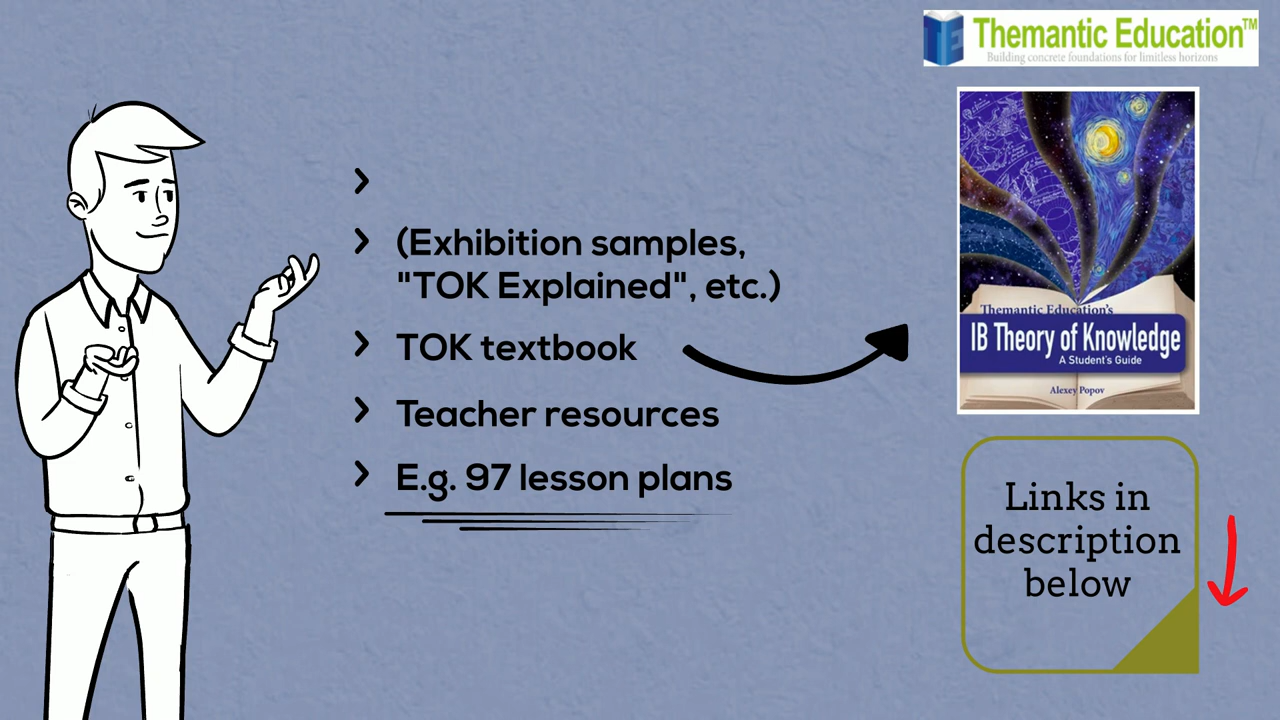 Themantic Education™
Building concrete foundations for limitless horizons
(Exhibition samples,
"TOK Explained", etc.)
TOK textbook
Teacher resources
E.g. 97 lesson plans
Themantic Education's
IB Theory of Knowledge
A Student's Guide
Alexey Popov
Links in
description
below